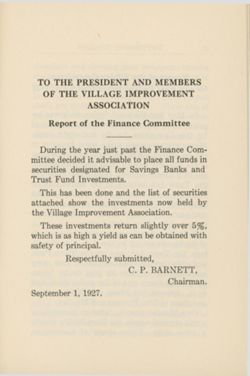 TO THE PRESIDENT AND MEMBERS
OF THE VILLAGE IMPROVEMENT
ASSOCIATION
Report of the Finance Committee
During the year just past the Finance Com-
mittee decided it advisable to place all funds in
securities designated for Savings Banks and
Trust Fund Investments.
This has been done and the list of securities
attached show the investments now held by
the Village Improvement Association.
These investments return slightly over 5%,
which is as high a yield as can be obtained with
safety of principal.
Respectfully submitted,
C. P. BARNETT,
Chairman.
September 1, 1927.